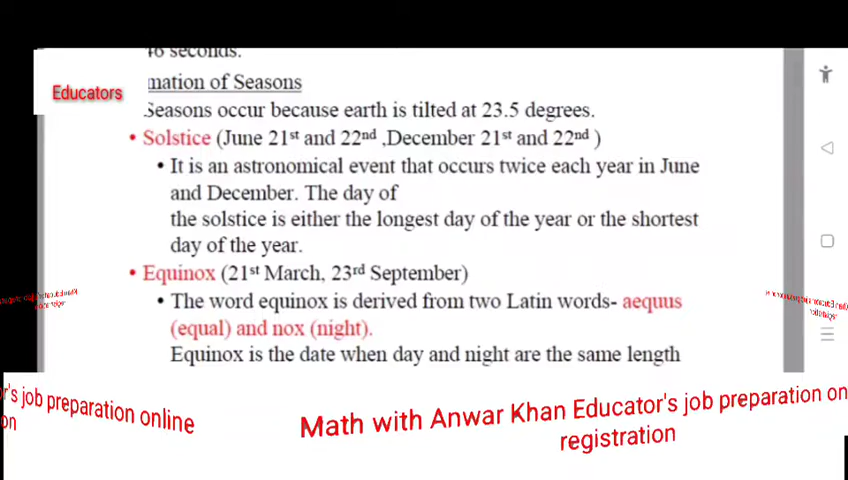 46 seconds.
Educators
mation of Seasons
Seasons occur because earth is tilted at 23.5 degrees.
• Solstice (June 21st and 22nd ,December 21st and 22nd )
• It is an astronomical event that occurs twice each year in June
and December. The day of
the solstice is either the longest day of the year or the shortest
day of the year.
• Equinox (21st March, 23rd September)
• The word equinox is derived from two Latin words- aequus
(equal) and nox (night).
Equinox is the date when day and night are the same length
r's job preparation online
on
Math with Anwar Khan Educator's job preparation on
registration